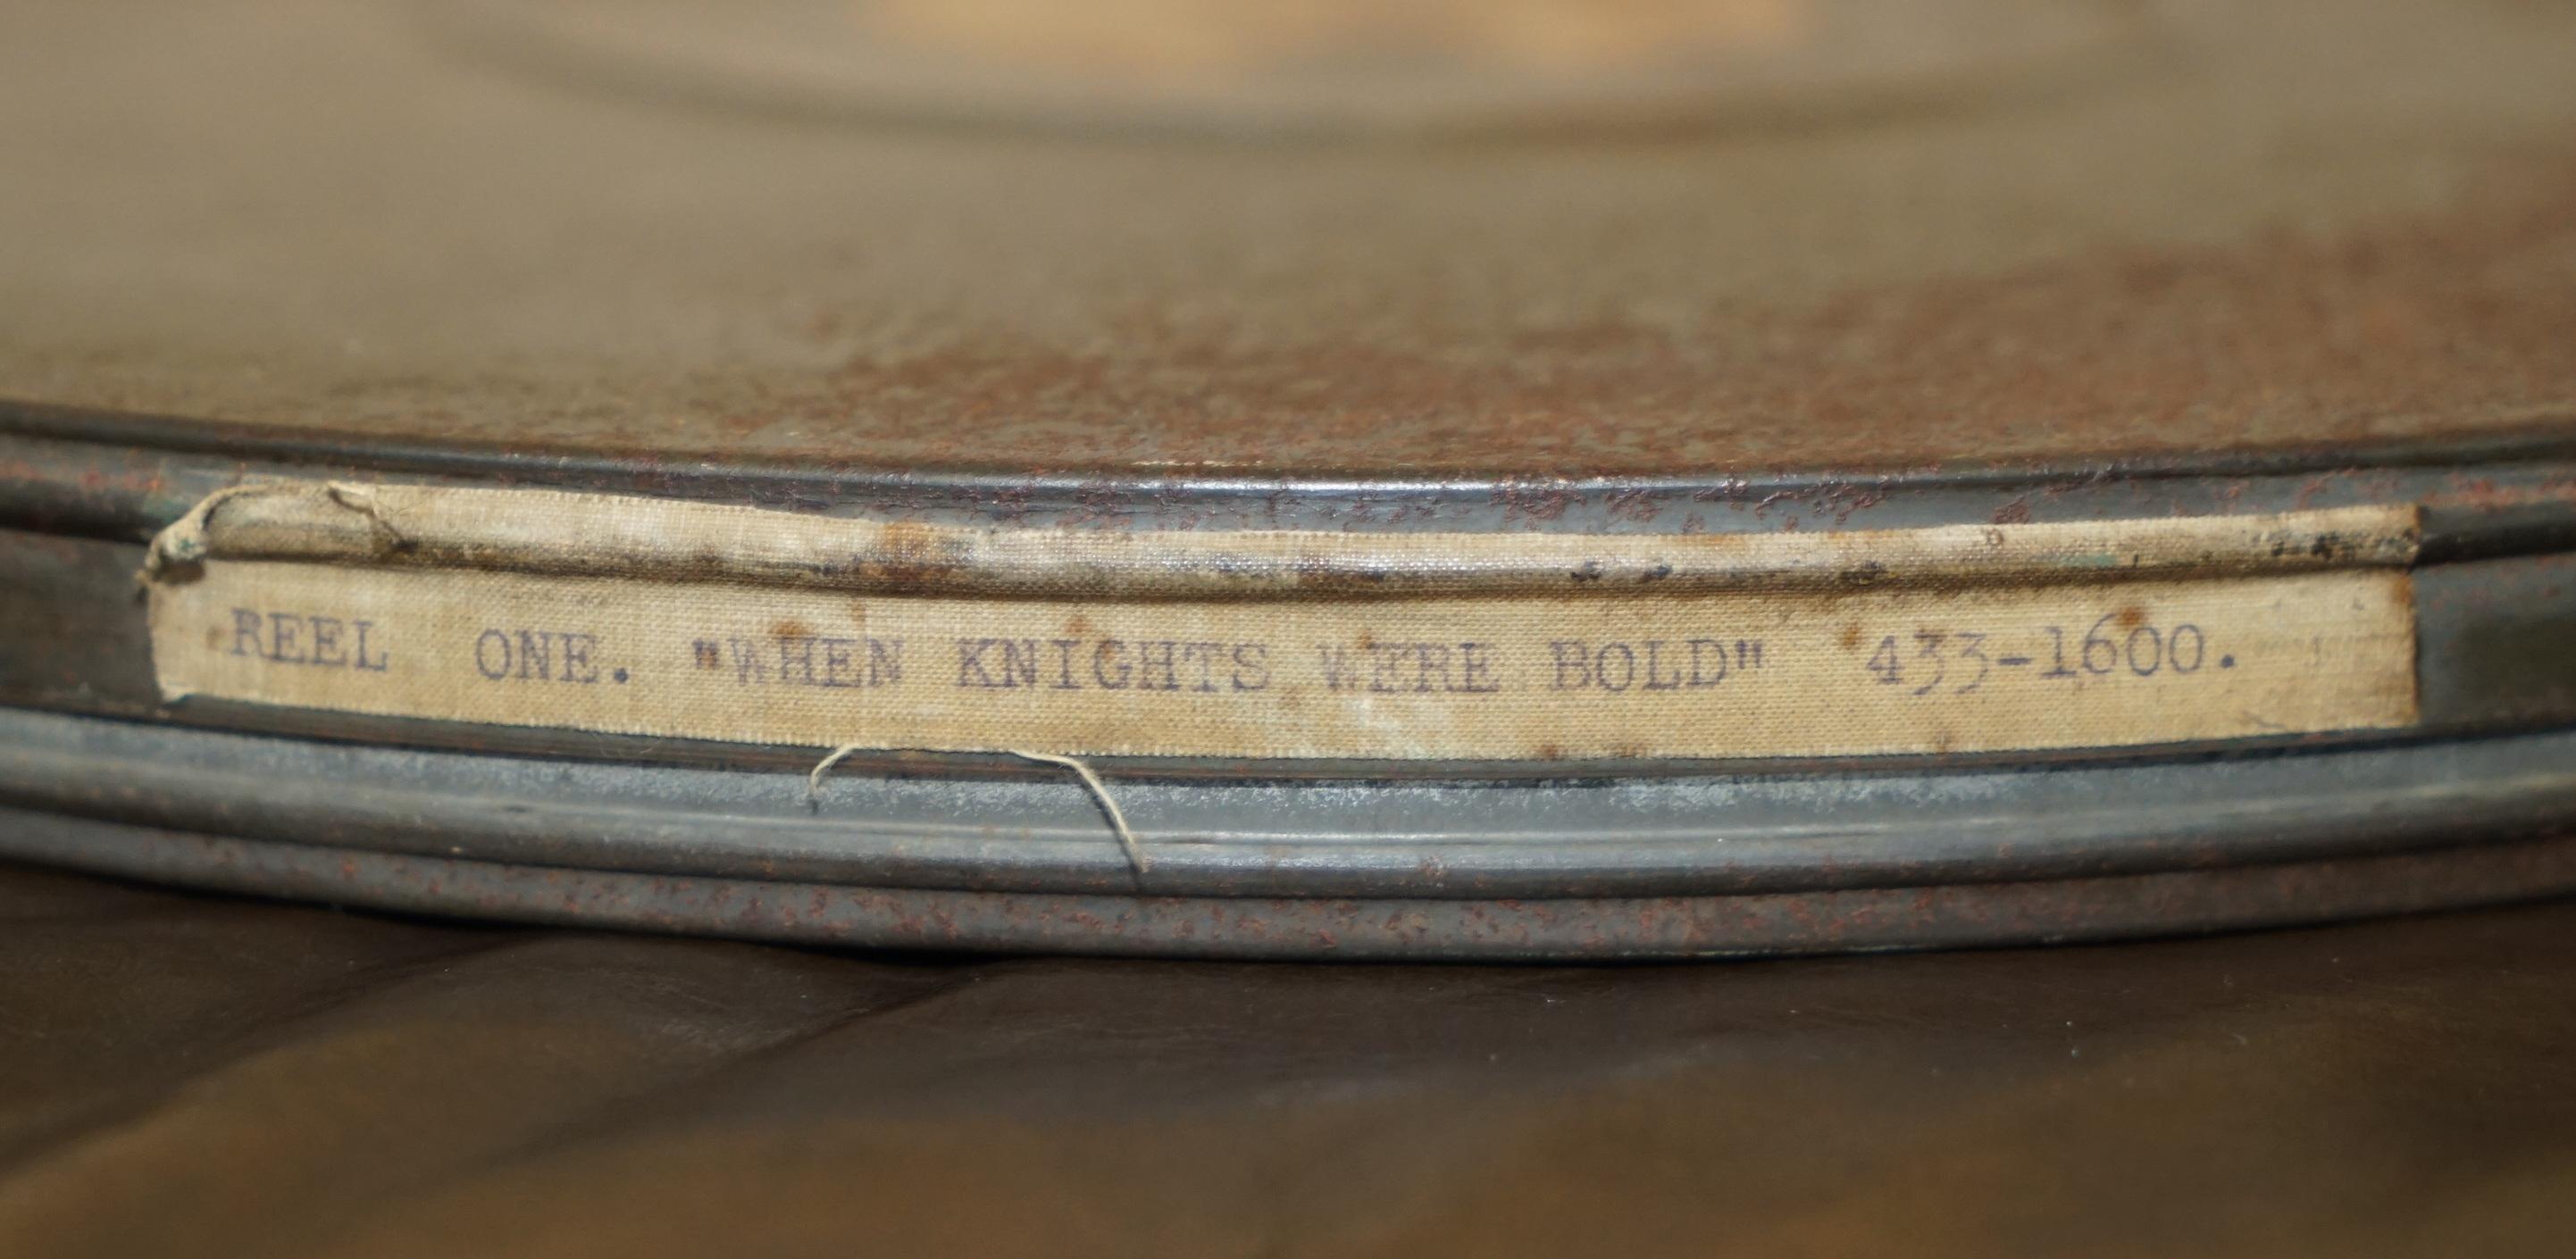 REEL ONE. "WHEN KNIGHTS WERE BOLD" 433-1600.